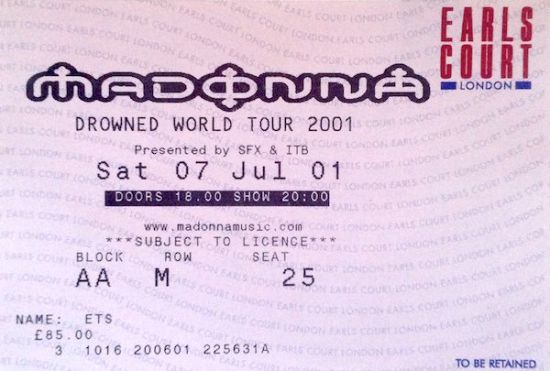 EARLS
COURT
LONDON
MADONNA
DROWNED WORLD TOUR 2001
Presented by SFX & ITB
Sat 07 Jul 01
DOORS 18.00 SHOW 20:00
www.madonnamusic.com
***SUBJECT TO LICENCE***
BLOCK ROW SEAT
AA M 25
NAME: ETS
£85.00
3 1016 200601 225631A
TO BE RETAINED